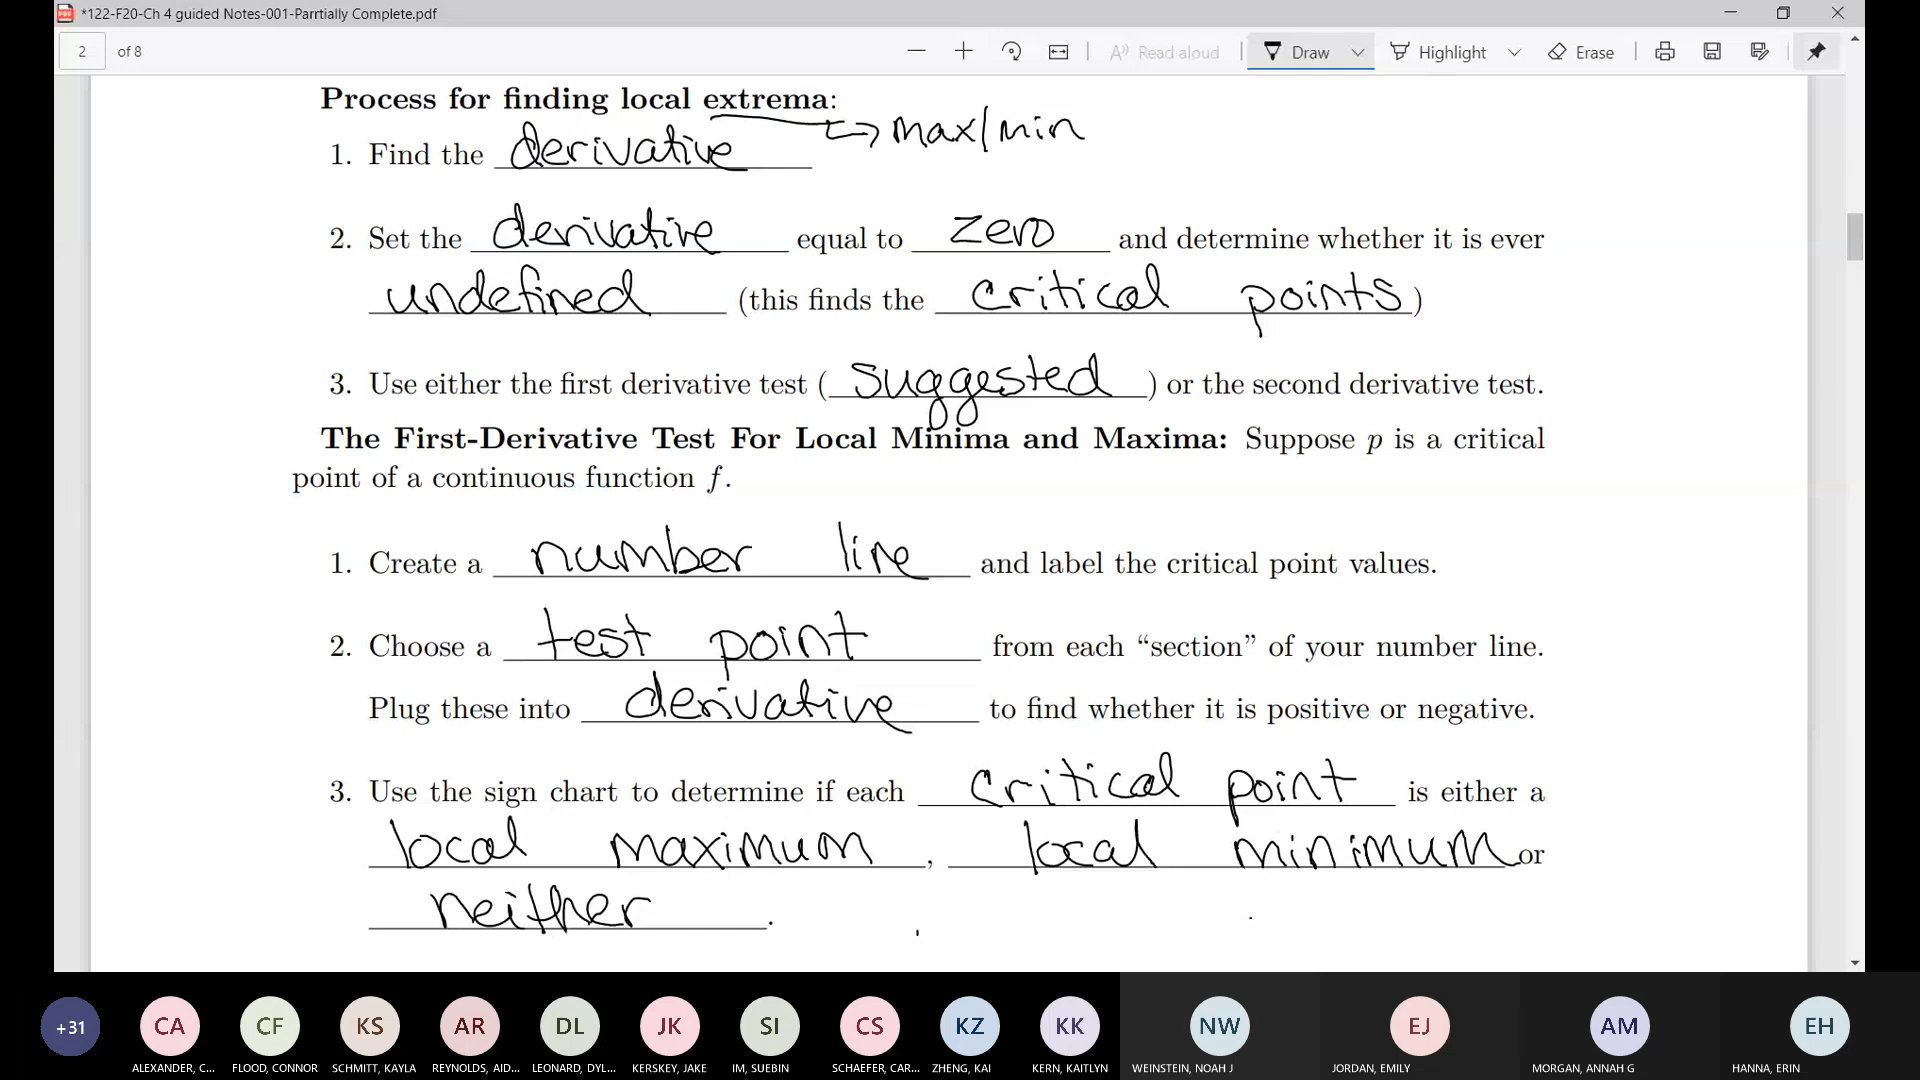 *122-F20-Ch 4 guided Notes-001-Parrtially Complete.pdf
2 of 8 Read aloud Draw Highlight Erase
Process for finding local extrema:
→ max/min
1. Find the derivative
2. Set the derivative equal to zero and determine whether it is ever
undefined (this finds the critical points)
3. Use either the first derivative test (suggested) or the second derivative test.
The First-Derivative Test For Local Minima and Maxima: Suppose p is a critical
point of a continuous function f.
1. Create a number line and label the critical point values.
2. Choose a test point from each “section” of your number line.
Plug these into derivative to find whether it is positive or negative.
3. Use the sign chart to determine if each critical point is either a
local maximum, local minimum or
neither.
+31 CA CF KS AR DL JK SI CS KZ KK NW EJ AM EH
ALEXANDER, C... FLOOD, CONNOR SCHMITT, KAYLA REYNOLDS, AID... LEONARD, DYL... KERSKEY, JAKE IM, SUEBIN SCHAEFER, CAR... ZHENG, KAI KERN, KAITLYN WEINSTEIN, NOAH J JORDAN, EMILY MORGAN, ANNAH G HANNA, ERIN